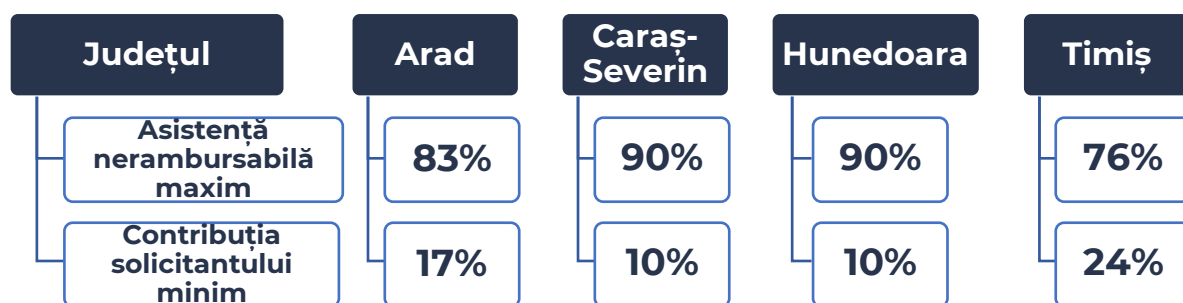 Județul
Asistență
nerambursabilă
maxim
Contribuția
solicitantului
minim
Arad
83%
17%
Caraș-
Severin
90%
10%
Hunedoara
90%
10%
Timiș
76%
24%